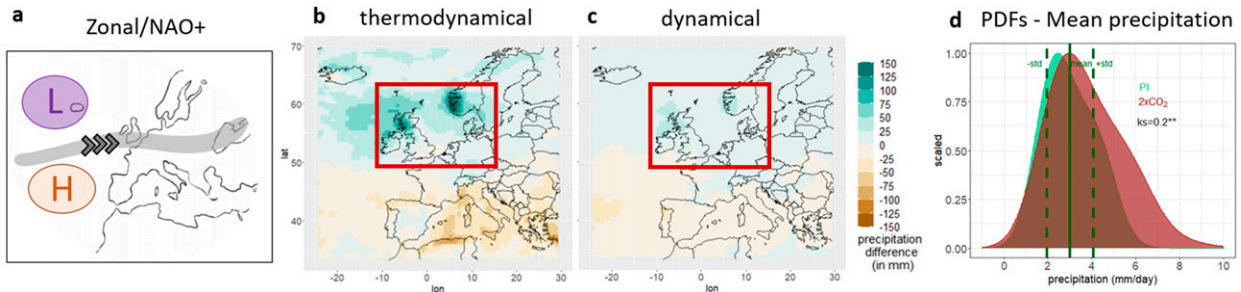 a
Zonal/NAO+
L
H
b
thermodynamical
70
60
50
40
lat
-20
-10
0
10
20
30
lon
c
dynamical
-20
-10
0
10
20
30
lon
150
125
100
75
50
25
0
-25
-50
-75
-100
-125
-150
precipitation
difference
(in mm)
d
PDFs - Mean precipitation
1.00
0.75
0.50
0.25
0.00
scaled
-std
mean
+std
PI
2xCO₂
ks=0.2**
2
4
6
8
10
precipitation (mm/day)